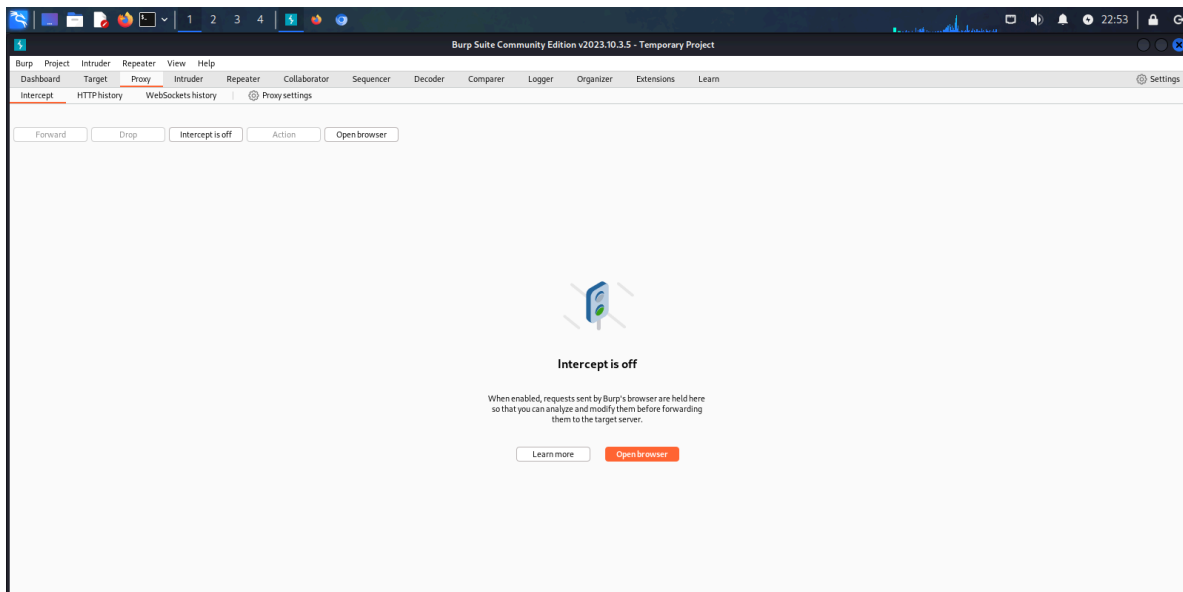 1 2 3 4 22:53
Burp Suite Community Edition v2023.10.3.5 - Temporary Project
Burp Project Intruder Repeater View Help
Dashboard Target Proxy Intruder Repeater Collaborator Sequencer Decoder Comparer Logger Organizer Extensions Learn Settings
Intercept HTTP history WebSockets history Proxy settings
Forward Drop Intercept is off Action Open browser
Intercept is off
When enabled, requests sent by Burp's browser are held here
so that you can analyze and modify them before forwarding
them to the target server.
Learn more Open browser